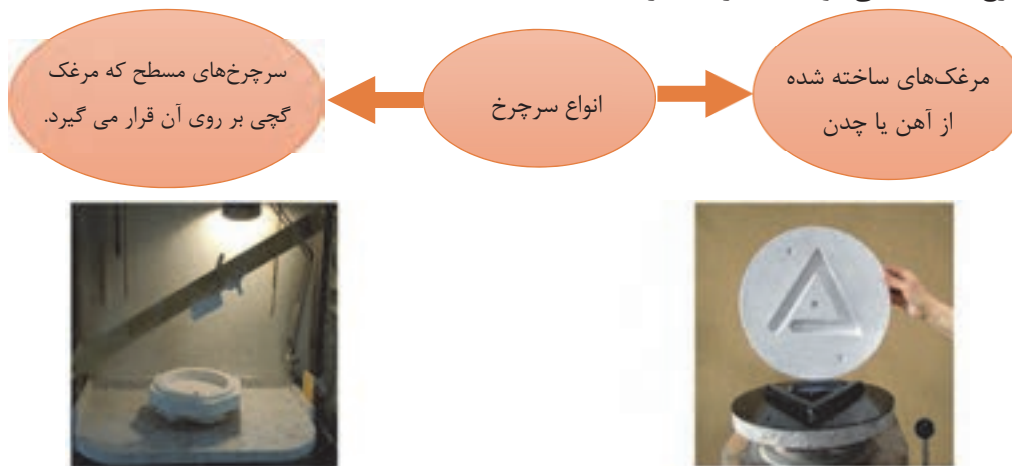 مرغک‌های ساخته شده
از آهن یا چدن
انواع سرچرخ
سرچرخ‌های مسطح که مرغک
گچی بر روی آن قرار می گیرد.